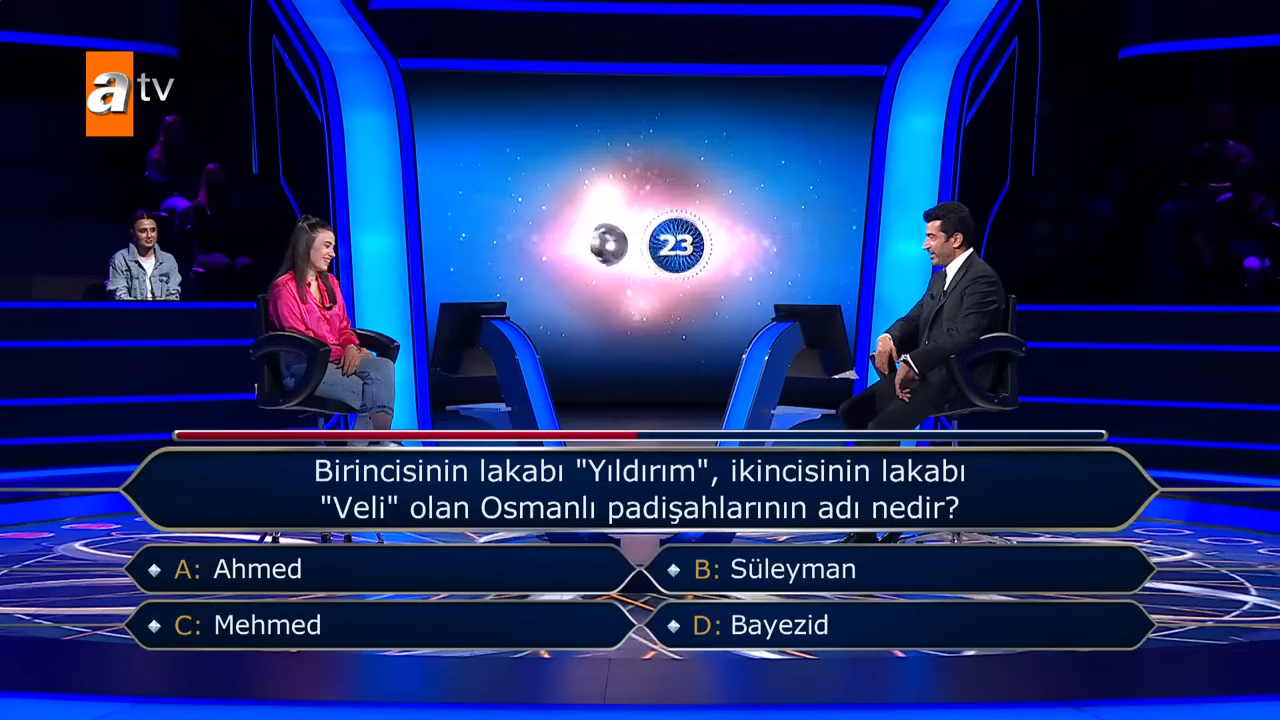 atv
23
Birincisinin lakabı "Yıldırım", ikincisinin lakabı
"Veli" olan Osmanlı padişahlarının adı nedir?
A: Ahmed
B: Süleyman
C: Mehmed
D: Bayezid